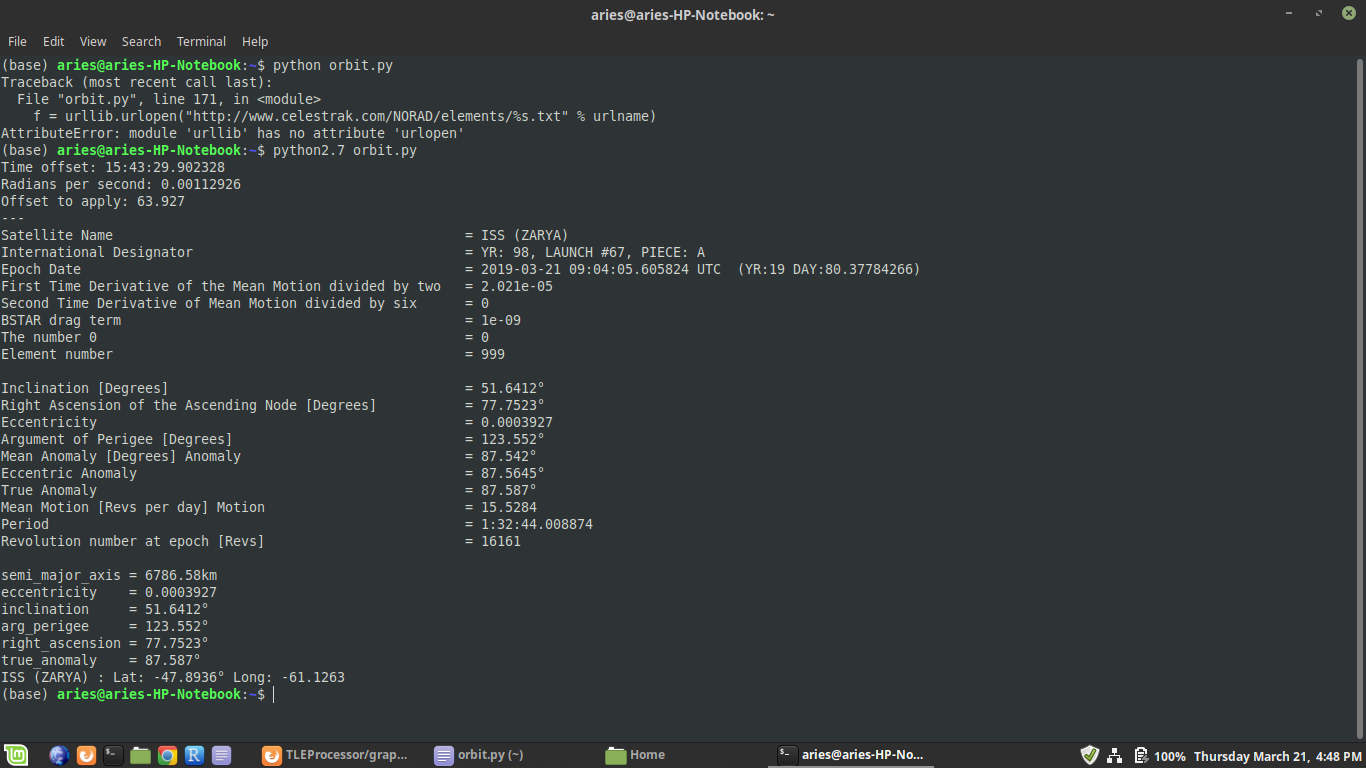 aries@aries-HP-Notebook: ~
File Edit View Search Terminal Help
(base) aries@aries-HP-Notebook:~$ python orbit.py
Traceback (most recent call last):
  File "orbit.py", line 171, in <module>
    f = urllib.urlopen("http://www.celestrak.com/NORAD/elements/%s.txt" % urlname)
AttributeError: module 'urllib' has no attribute 'urlopen'
(base) aries@aries-HP-Notebook:~$ python2.7 orbit.py
Time offset: 15:43:29.902328
Radians per second: 0.00112926
Offset to apply: 63.927
---
Satellite Name = ISS (ZARYA)
International Designator = YR: 98, LAUNCH #67, PIECE: A
Epoch Date = 2019-03-21 09:04:05.605824 UTC  (YR:19 DAY:80.37784266)
First Time Derivative of the Mean Motion divided by two = 2.021e-05
Second Time Derivative of Mean Motion divided by six = 0
BSTAR drag term = 1e-09
The number 0 = 0
Element number = 999
Inclination [Degrees] = 51.6412°
Right Ascension of the Ascending Node [Degrees] = 77.7523°
Eccentricity = 0.0003927
Argument of Perigee [Degrees] = 123.552°
Mean Anomaly [Degrees] Anomaly = 87.542°
Eccentric Anomaly = 87.5645°
True Anomaly = 87.587°
Mean Motion [Revs per day] Motion = 15.5284
Period = 1:32:44.008874
Revolution number at epoch [Revs] = 16161
semi_major_axis = 6786.58km
eccentricity    = 0.0003927
inclination     = 51.6412°
arg_perigee     = 123.552°
right_ascension = 77.7523°
true_anomaly    = 87.587°
ISS (ZARYA) : Lat: -47.8936° Long: -61.1263
(base) aries@aries-HP-Notebook:~$
TLEProcessor/grap... orbit.py (~) Home aries@aries-HP-No... 100% Thursday March 21, 4:48 PM